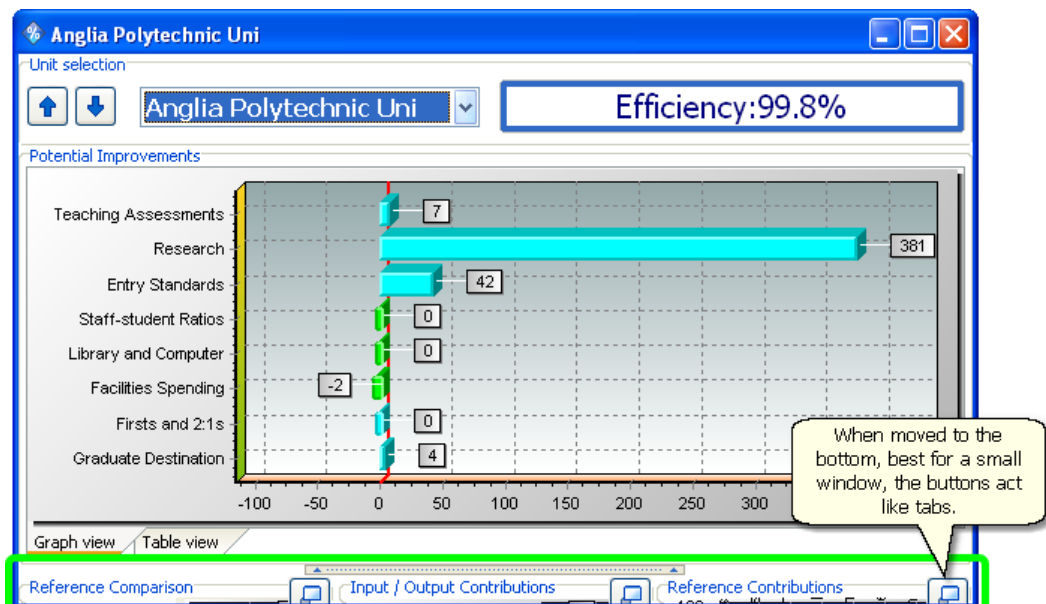 Anglia Polytechnic Uni
Unit selection
Anglia Polytechnic Uni
Efficiency:99.8%
Potential Improvements
Teaching Assessments
7
Research
381
Entry Standards
42
Staff-student Ratios
0
Library and Computer
0
Facilities Spending
-2
Firsts and 2:1s
0
Graduate Destination
4
-100 -50 0 50 100 150 200 250 300
When moved to the
bottom, best for a small
window, the buttons act
like tabs.
Graph view Table view
Reference Comparison Input / Output Contributions Reference Contributions